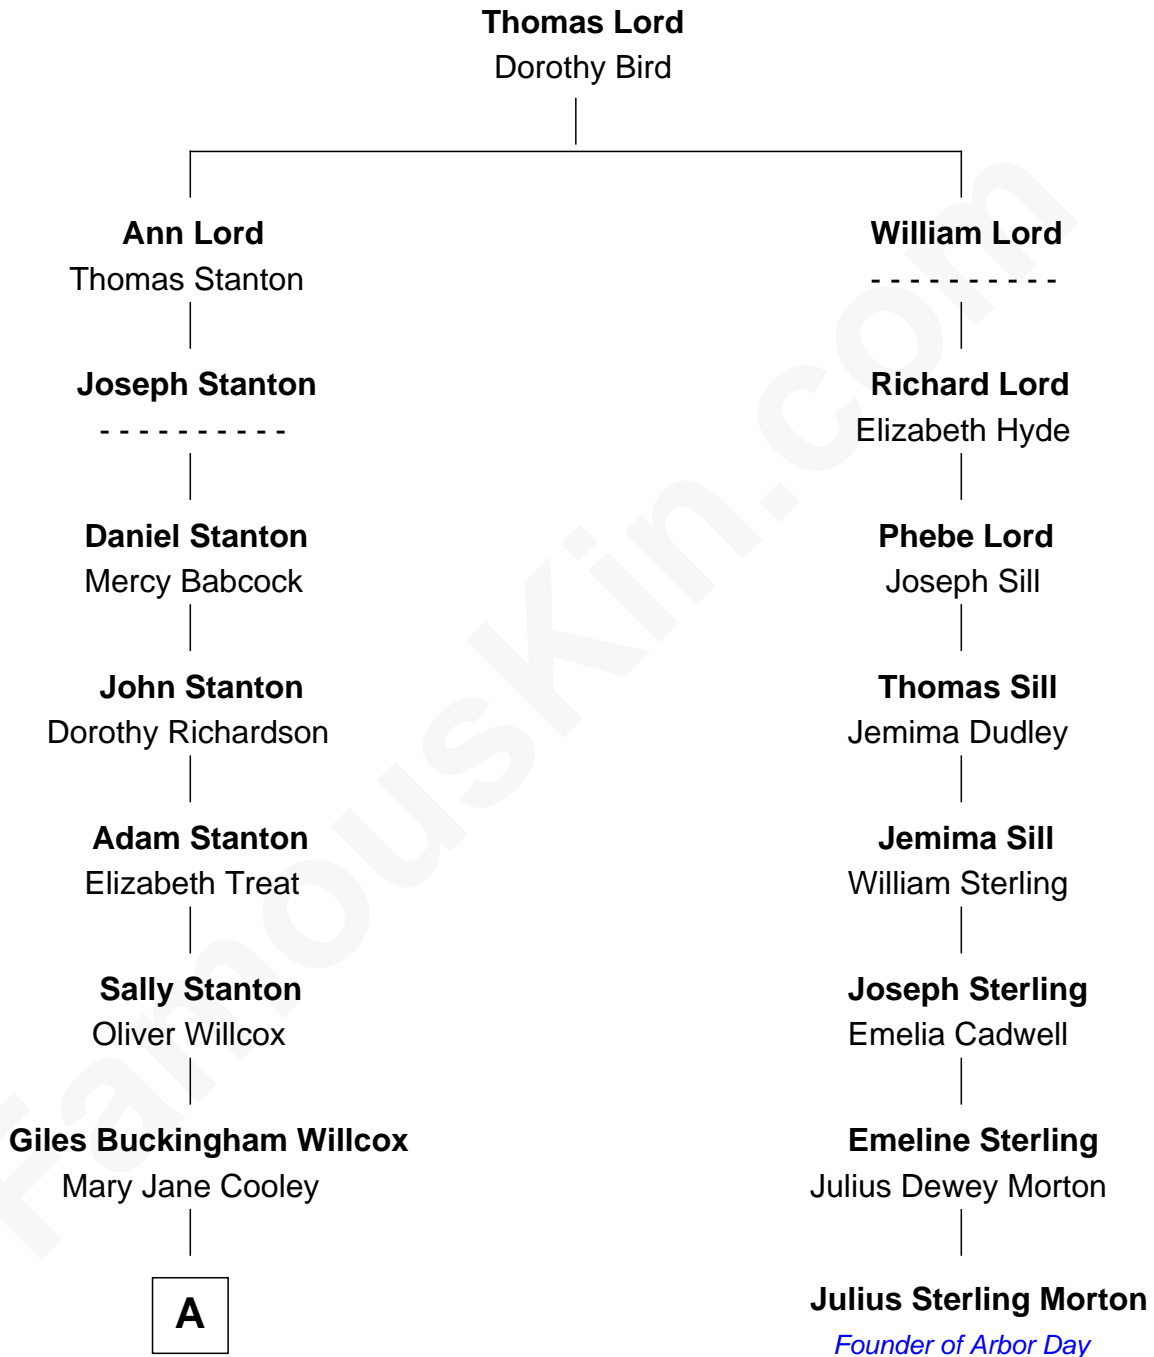 Thomas Lord
Dorothy Bird
Ann Lord
Thomas Stanton
- - - - - - - - - -
William Lord
Joseph Stanton
- - - - - - - - - -
Richard Lord
Elizabeth Hyde
Daniel Stanton
Mercy Babcock
Phebe Lord
Joseph Sill
John Stanton
Dorothy Richardson
Thomas Sill
Jemima Dudley
Adam Stanton
Elizabeth Treat
Jemima Sill
William Sterling
Sally Stanton
Oliver Willcox
Joseph Sterling
Emelia Cadwell
Giles Buckingham Willcox
Mary Jane Cooley
Emeline Sterling
Julius Dewey Morton
A
Julius Sterling Morton
Founder of Arbor Day
FamousKin.com